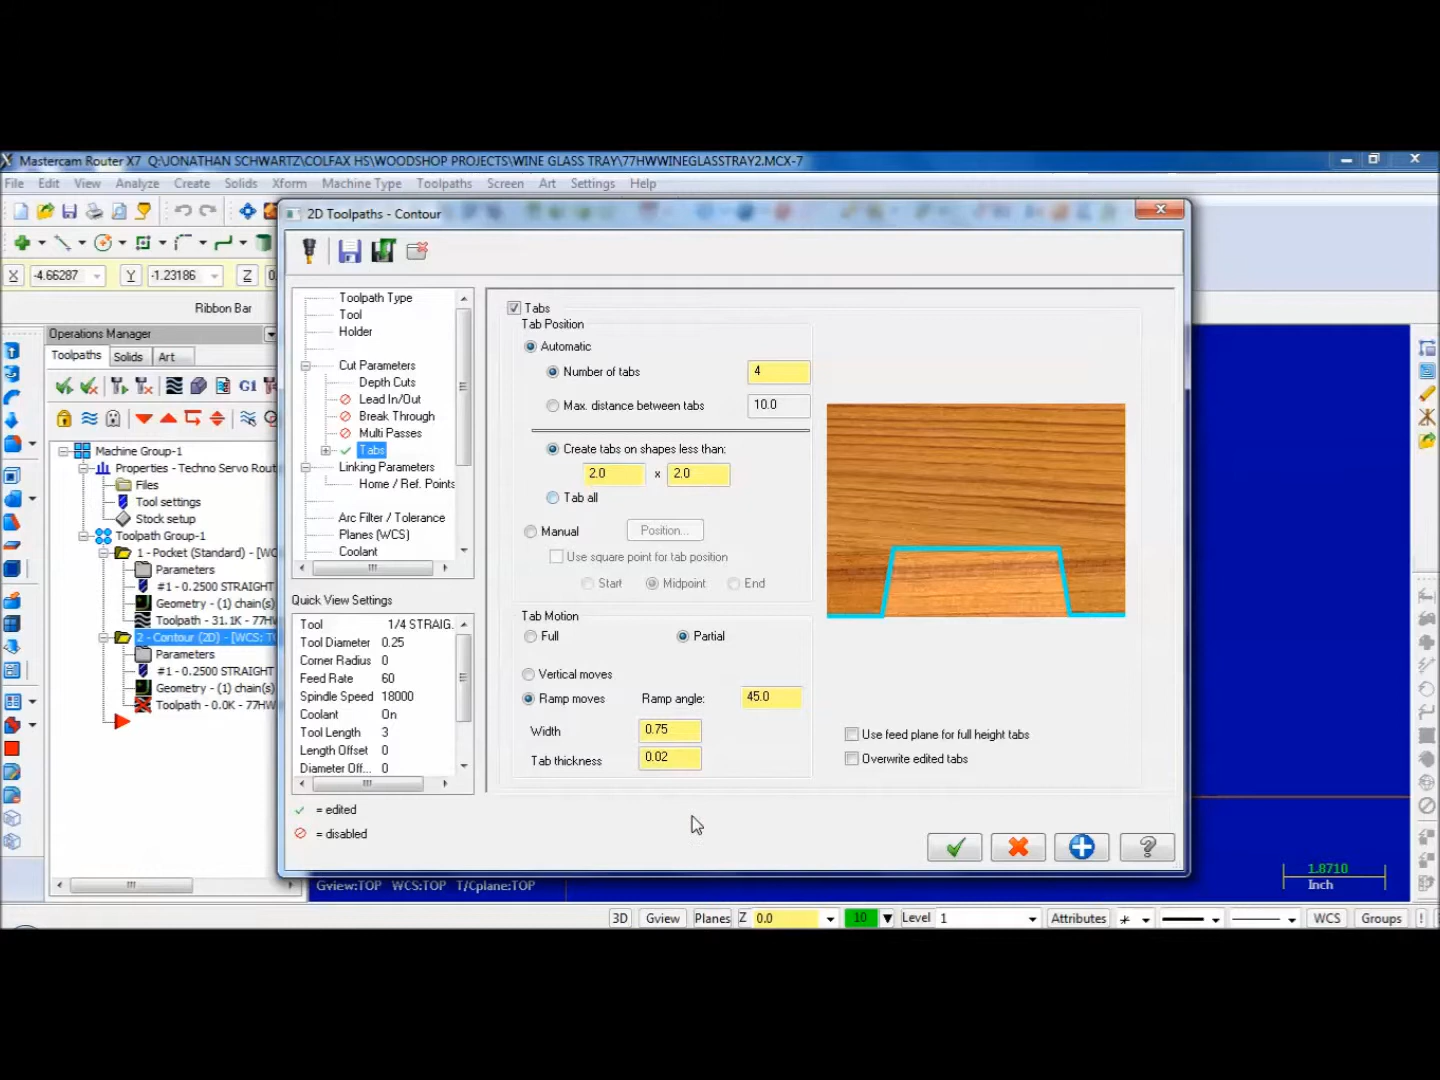 Mastercam Router X7 Q:\JONATHAN SCHWARTZ\COLFAX HS\WOODSHOP PROJECTS\WINE GLASS TRAY\77HWWINEGLASSTRAY2.MCX-7
File Edit View Analyze Create Solids Xform Machine Type Toolpaths Screen Art Settings Help
2D Toolpaths - Contour
X -4.66287 Y -1.23186 Z
Ribbon Bar
Operations Manager
Toolpaths Solids Art
G1
Machine Group-1
Properties - Techno Servo Rout
Files
Tool settings
Stock setup
Toolpath Group-1
1 - Pocket (Standard) - [WC
Parameters
#1 - 0.2500 STRAIGHT
Geometry - (1) chain(s)
Toolpath - 31.1K - 77HW
2 - Contour (2D) - [WCS: T
Parameters
#1 - 0.2500 STRAIGHT
Geometry - (1) chain(s)
Toolpath - 0.0K - 77HW
Toolpath Type
Tool
Holder
Cut Parameters
Depth Cuts
Lead In/Out
Break Through
Multi Passes
Tabs
Linking Parameters
Home / Ref. Points
Arc Filter / Tolerance
Planes (WCS)
Coolant
Quick View Settings
Tool 1/4 STRAIG.
Tool Diameter 0.25
Corner Radius 0
Feed Rate 60
Spindle Speed 18000
Coolant On
Tool Length 3
Length Offset 0
Diameter Off... 0
= edited
= disabled
Tabs
Tab Position
Automatic
Number of tabs 4
Max. distance between tabs 10.0
Create tabs on shapes less than:
2.0 x 2.0
Tab all
Manual Position...
Use square point for tab position
Start Midpoint End
Tab Motion
Full Partial
Vertical moves
Ramp moves Ramp angle: 45.0
Width 0.75
Tab thickness 0.02
Use feed plane for full height tabs
Overwrite edited tabs
?
1.8710
Inch
Gview:TOP WCS:TOP T/Cplane:TOP
3D Gview Planes Z 0.0 10 Level 1 Attributes WCS Groups !